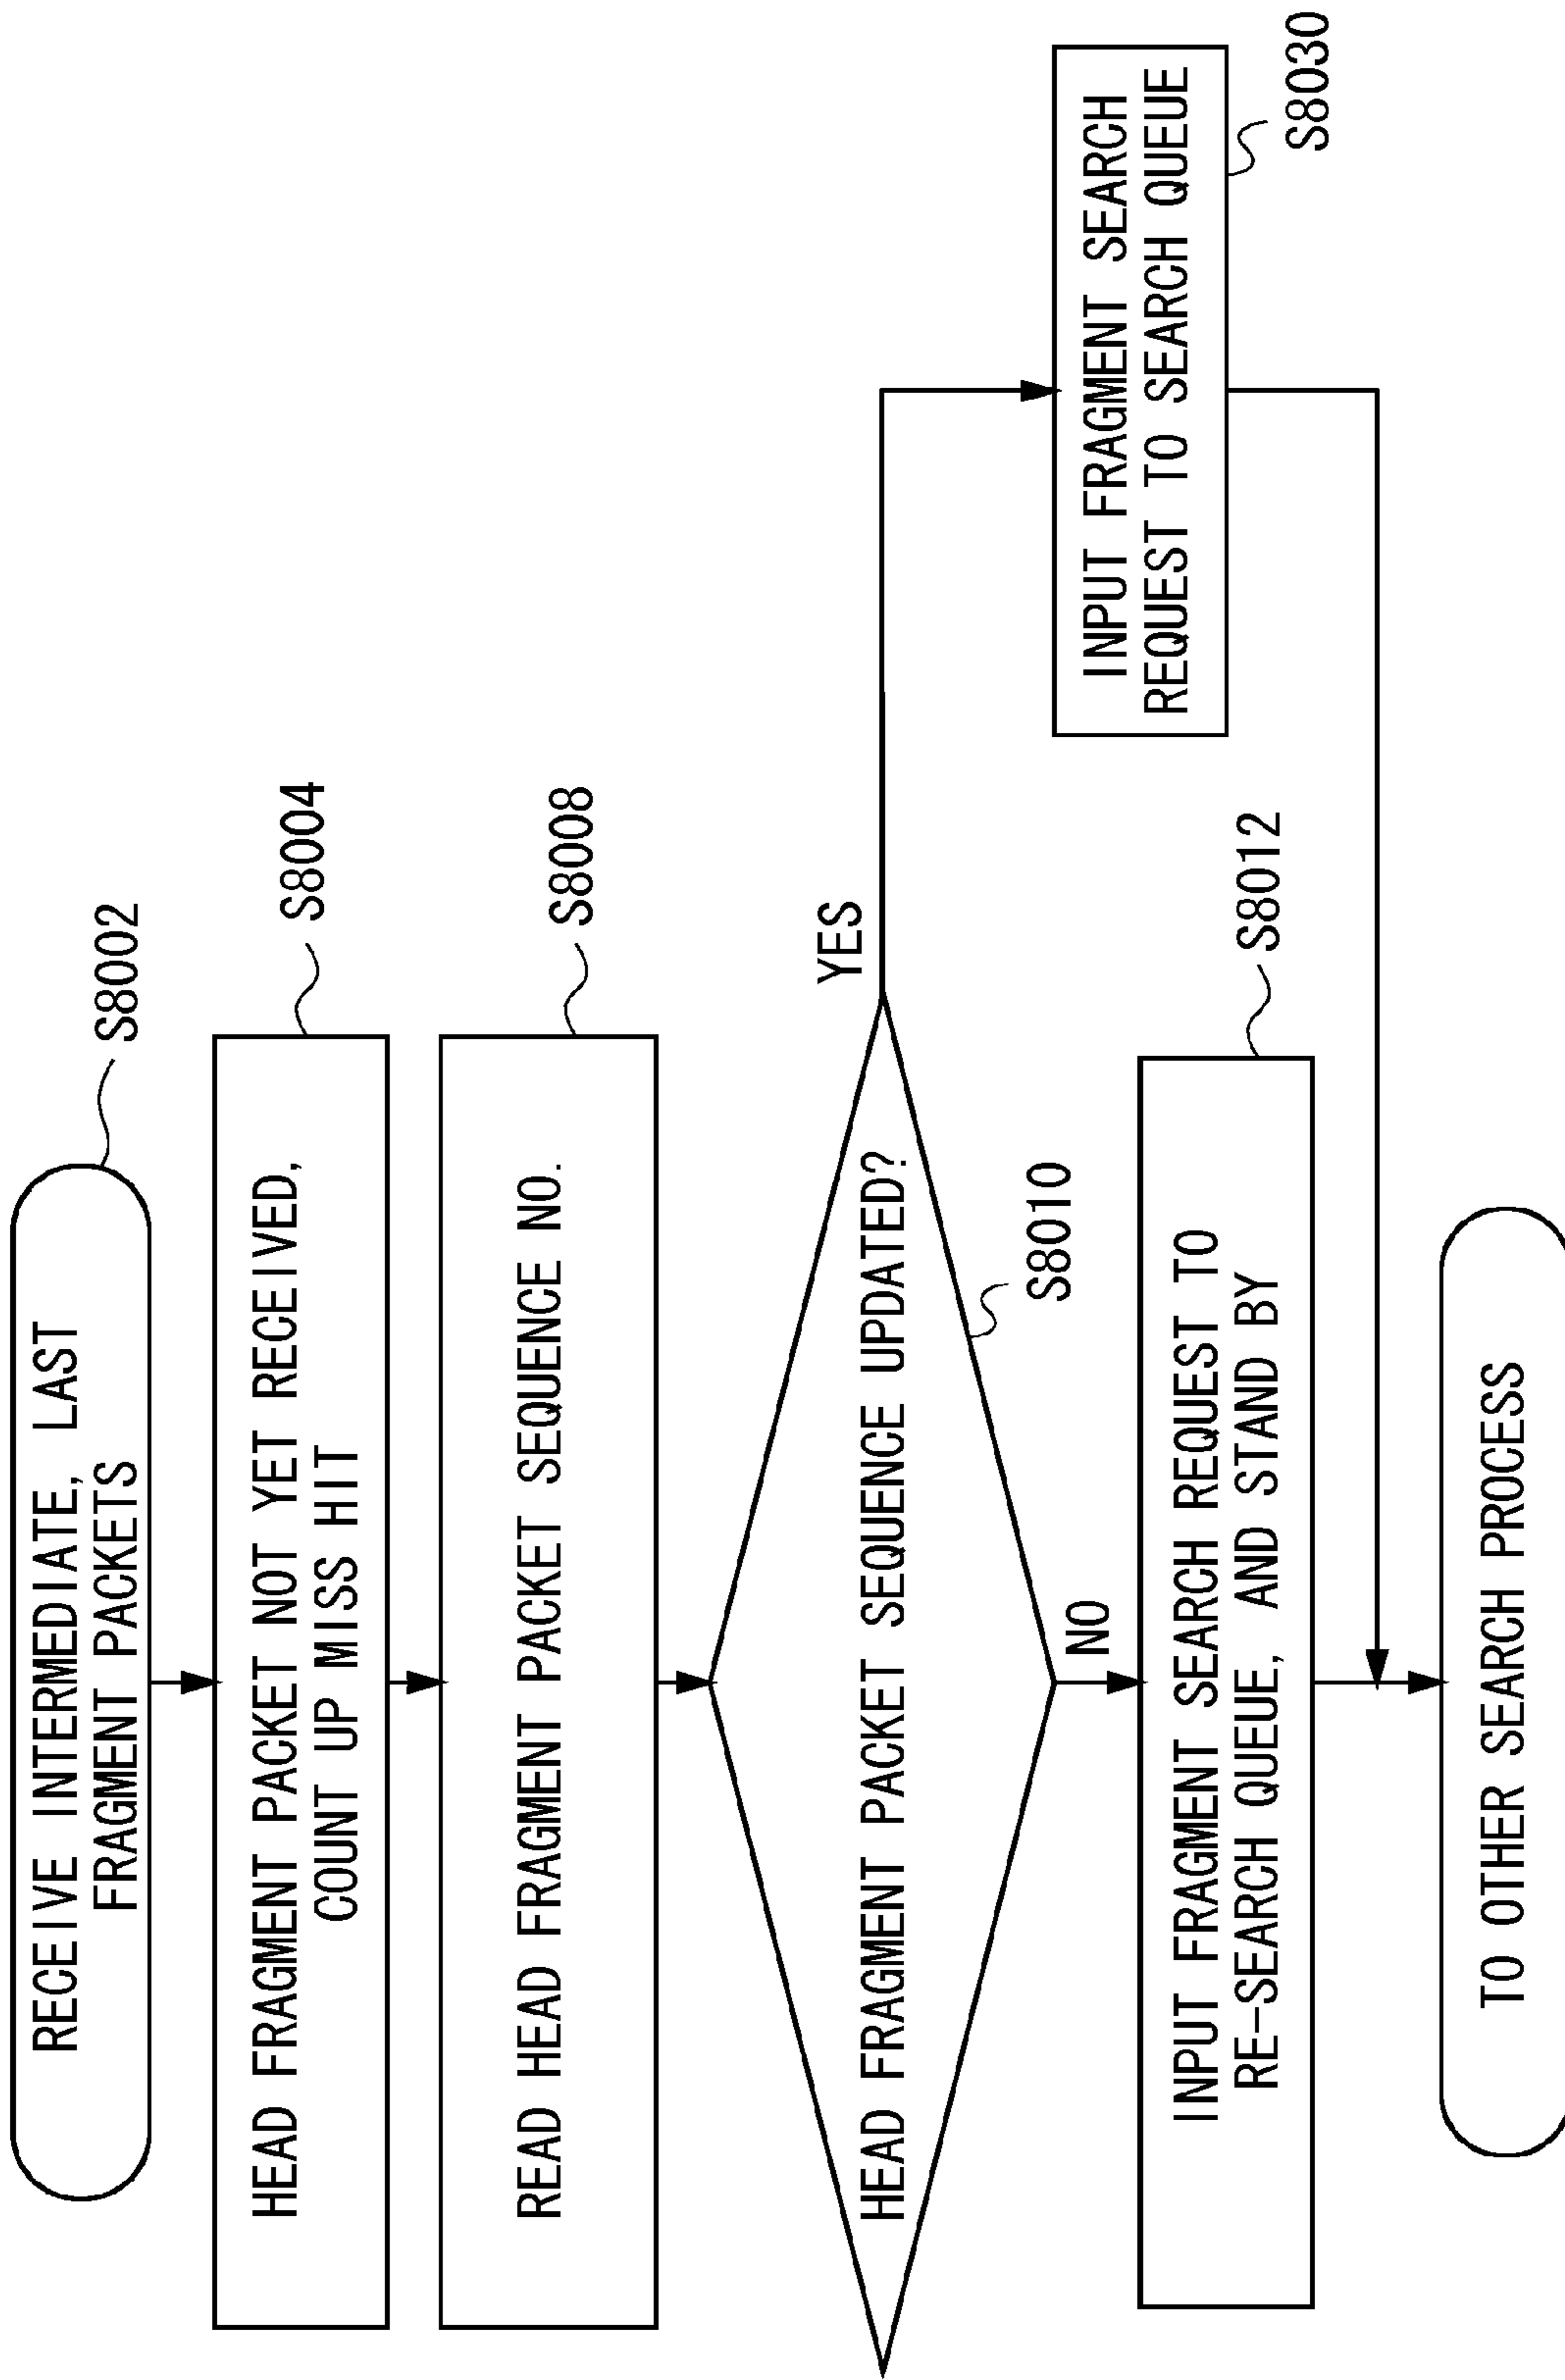 RECEIVE INTERMEDIATE, LAST
FRAGMENT PACKETS
S8002
HEAD FRAGMENT PACKET NOT YET RECEIVED,
COUNT UP MISS HIT
S8004
READ HEAD FRAGMENT PACKET SEQUENCE NO.
S8008
HEAD FRAGMENT PACKET SEQUENCE UPDATED?
S8010
YES
NO
INPUT FRAGMENT SEARCH
REQUEST TO SEARCH QUEUE
S8030
INPUT FRAGMENT SEARCH REQUEST TO
RE-SEARCH QUEUE, AND STAND BY
S8012
TO OTHER SEARCH PROCESS